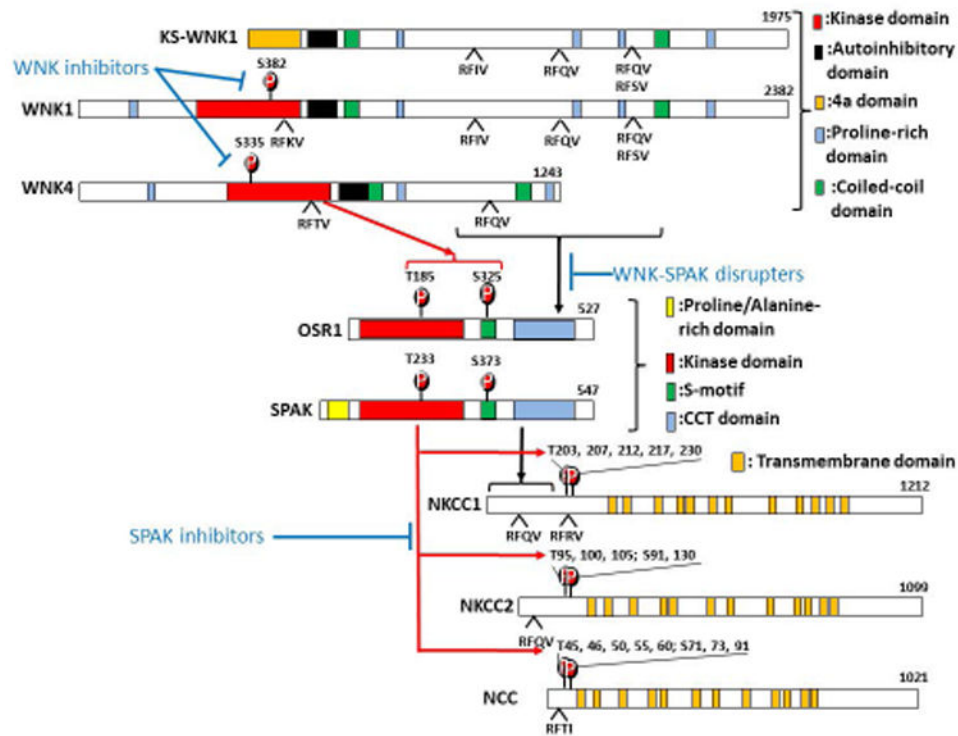 1975
KS-WNK1
:Kinase domain
:Autoinhibitory
domain
RFIV
RFQV
RFQV
RFSV
WNK inhibitors
S382
P
2382
WNK1
:4a domain
RFKV
RFIV
RFQV
RFQV
RFSV
:Proline-rich
domain
S335
P
1243
WNK4
:Coiled-coil
domain
RFTV
RFQV
WNK-SPAK disrupters
T185
S325
P
P
527
OSR1
:Proline/Alanine-
rich domain
:Kinase domain
:S-motif
:CCT domain
T233
S373
P
P
547
SPAK
T203, 207, 212, 217, 230
: Transmembrane domain
P
1212
NKCC1
RFQV
RFRV
SPAK inhibitors
T95, 100, 105; S91, 130
P
1099
NKCC2
RFQV
T45, 46, 50, 55, 60; S71, 73, 91
P
1021
NCC
RFTI